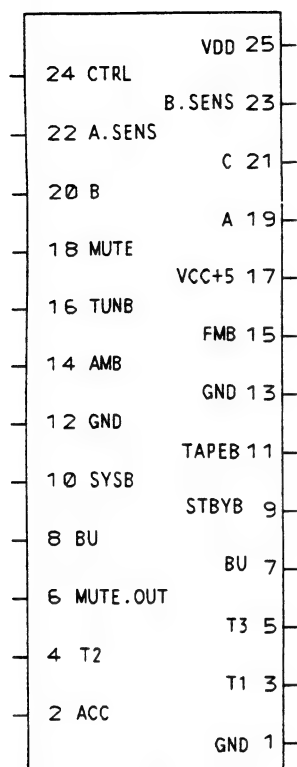 VDD 25
24 CTRL
B.SENS 23
22 A.SENS
C 21
20 B
A 19
18 MUTE
VCC+5 17
16 TUNB
FMB 15
14 AMB
GND 13
12 GND
TAPEB 11
10 SYSB
STBYB 9
8 BU
BU 7
6 MUTE.OUT
T3 5
4 T2
T1 3
2 ACC
GND 1